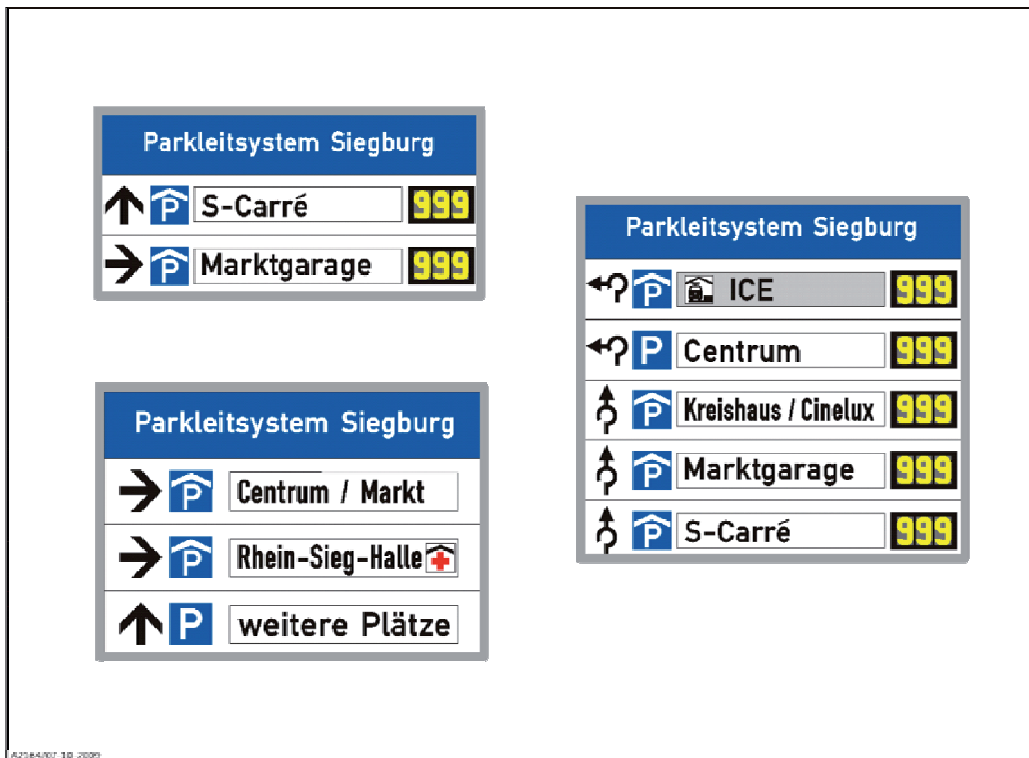 Parkleitsystem Siegburg
P S-Carré 999
P Marktgarage 999
Parkleitsystem Siegburg
P Centrum / Markt
P Rhein-Sieg-Halle
P weitere Plätze
Parkleitsystem Siegburg
P ICE 999
P Centrum 999
P Kreishaus / Cinelux 999
P Marktgarage 999
P S-Carré 999